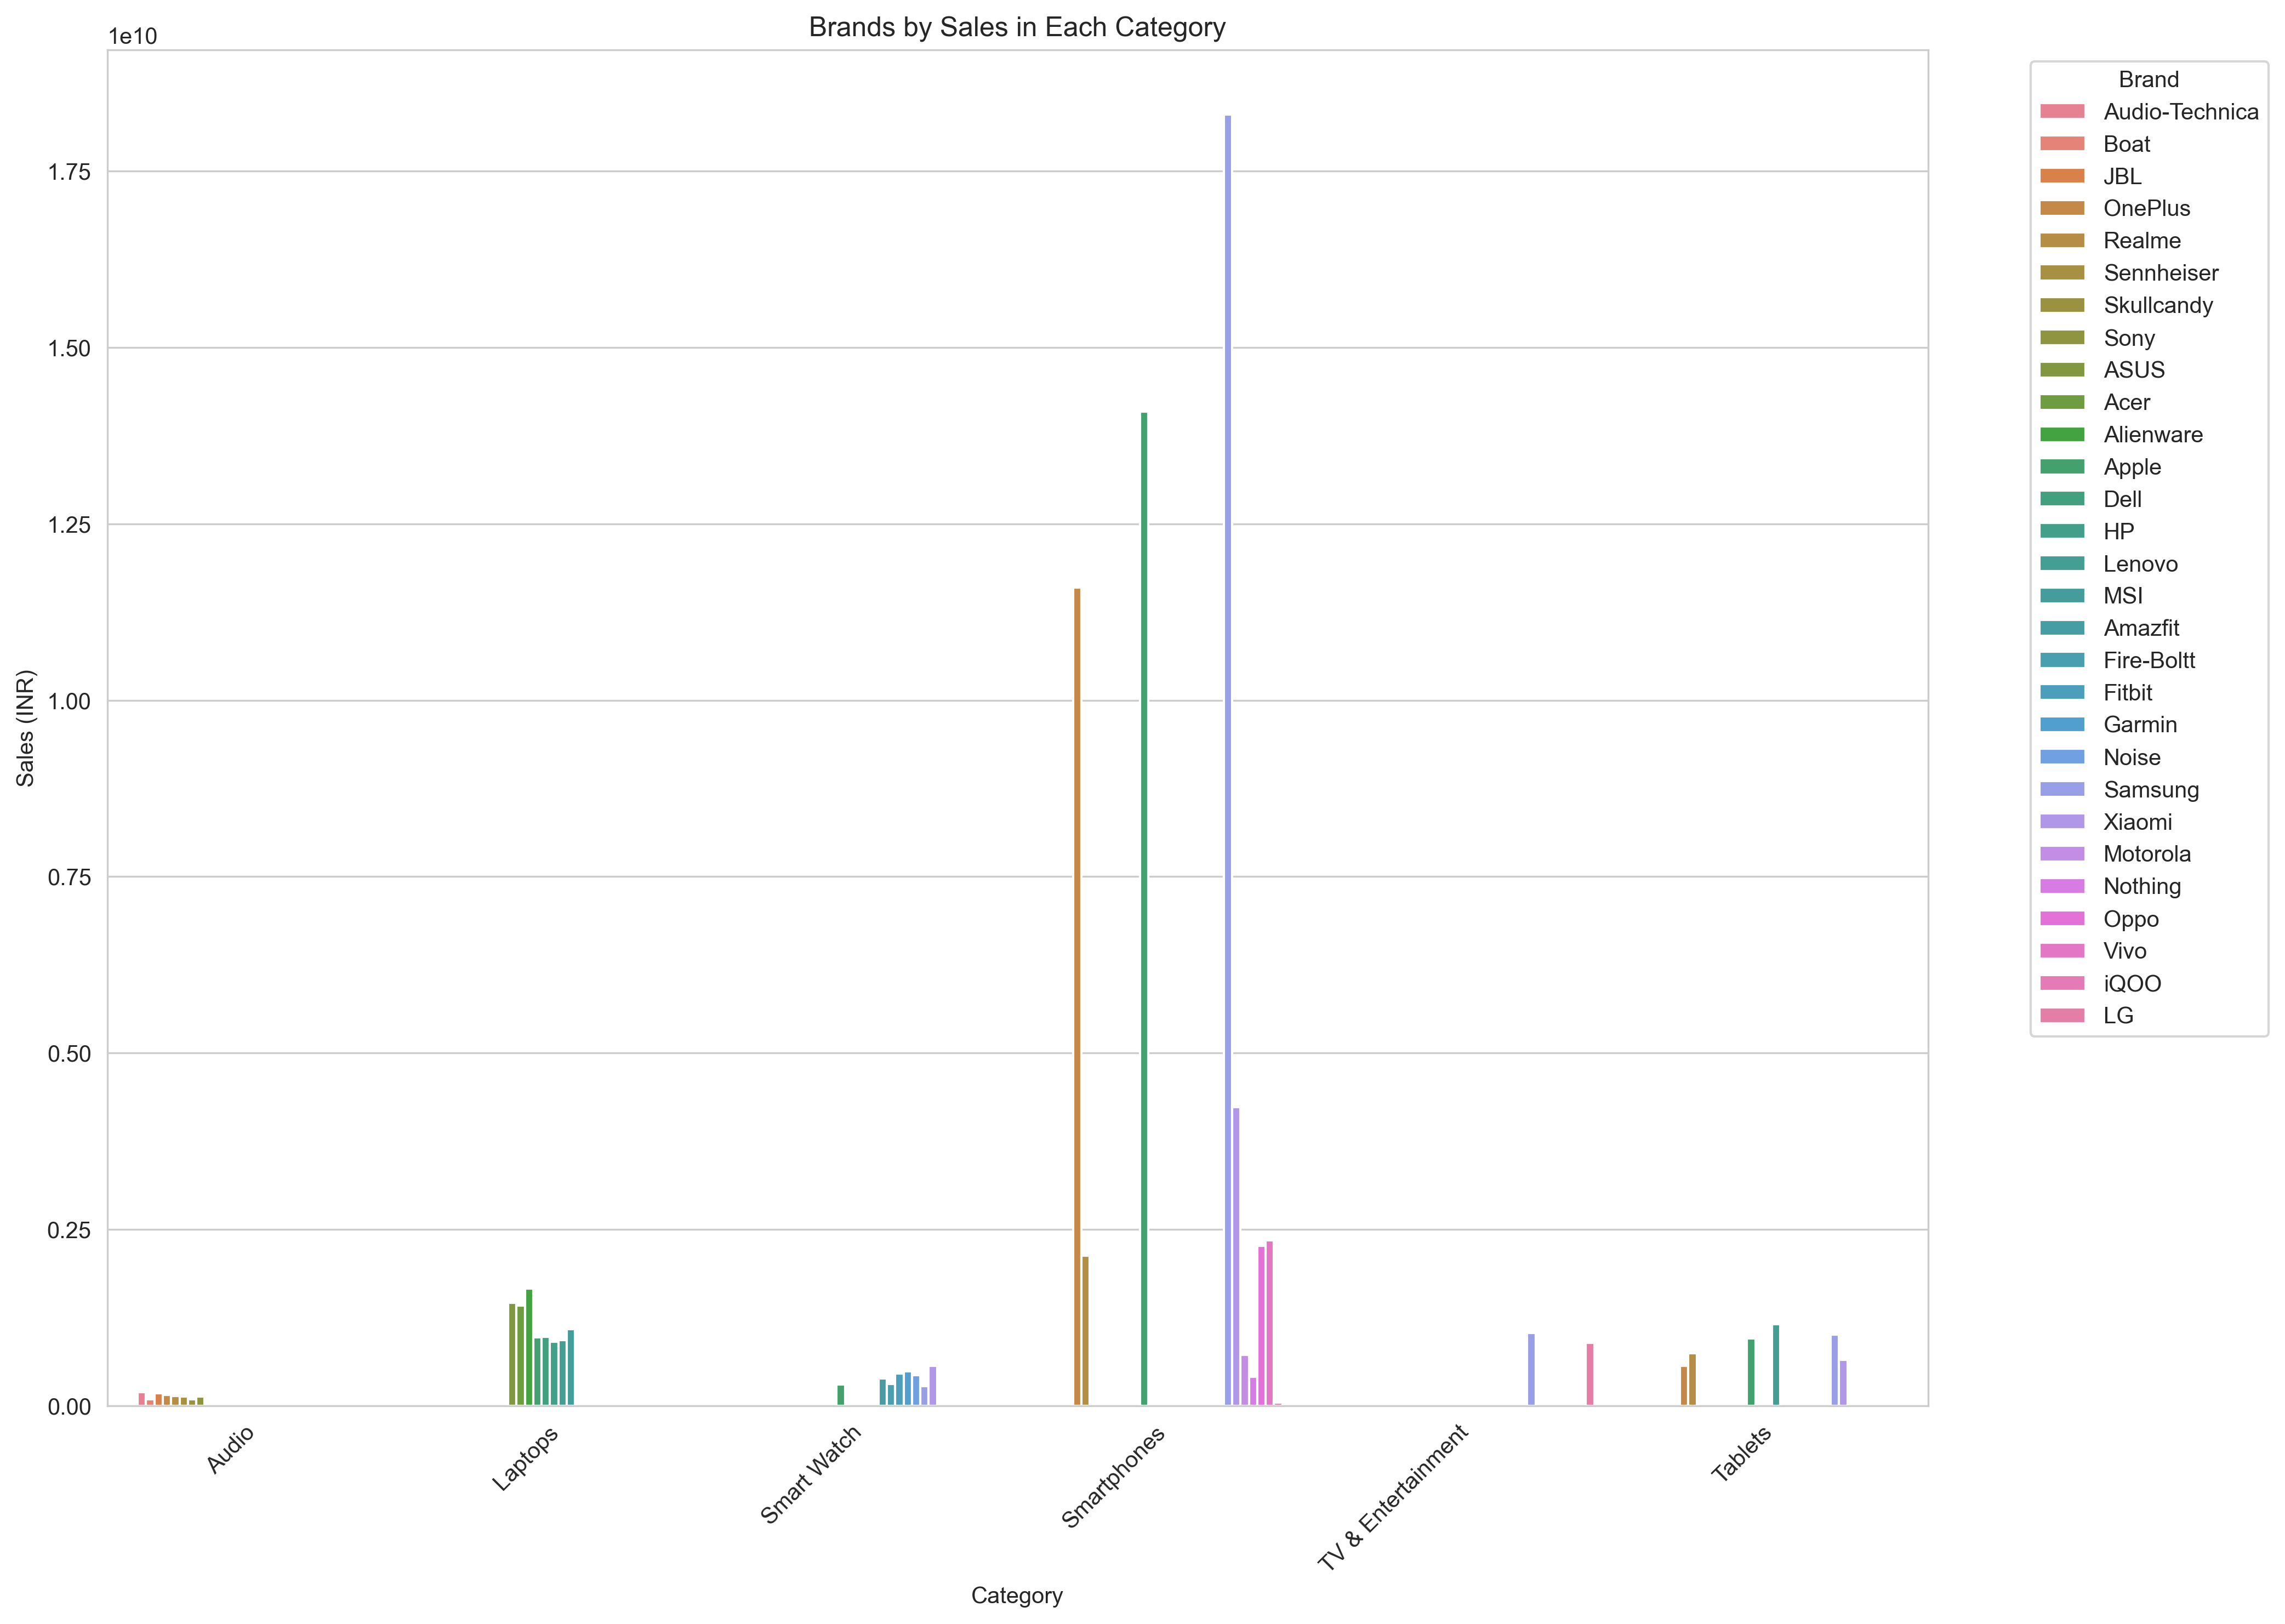 Brands by Sales in Each Category
1e10
1.75
1.50
1.25
1.00
0.75
0.50
0.25
0.00
Sales (INR)
Audio
Laptops
Smart Watch
Smartphones
TV & Entertainment
Tablets
Category
Brand
Audio-Technica
Boat
JBL
OnePlus
Realme
Sennheiser
Skullcandy
Sony
ASUS
Acer
Alienware
Apple
Dell
HP
Lenovo
MSI
Amazfit
Fire-Boltt
Fitbit
Garmin
Noise
Samsung
Xiaomi
Motorola
Nothing
Oppo
Vivo
iQOO
LG